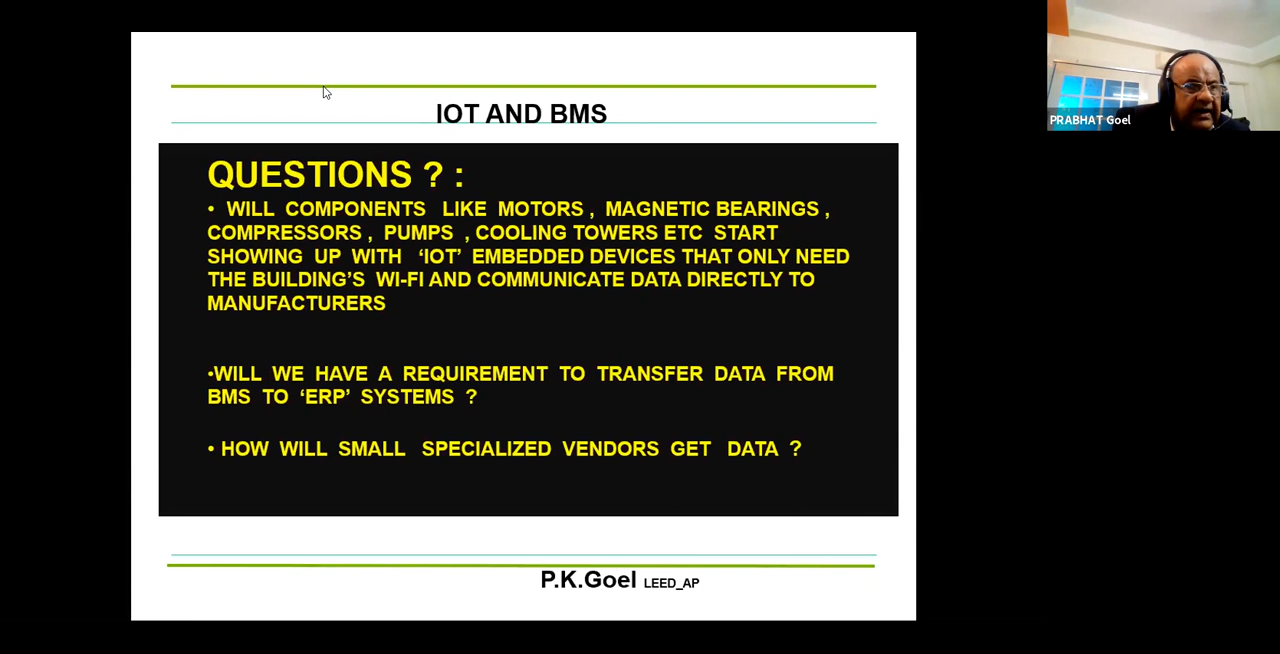 IOT AND BMS
QUESTIONS ? :
• WILL COMPONENTS LIKE MOTORS , MAGNETIC BEARINGS ,
COMPRESSORS , PUMPS , COOLING TOWERS ETC START
SHOWING UP WITH ‘IOT’ EMBEDDED DEVICES THAT ONLY NEED
THE BUILDING’S WI-FI AND COMMUNICATE DATA DIRECTLY TO
MANUFACTURERS
•WILL WE HAVE A REQUIREMENT TO TRANSFER DATA FROM
BMS TO ‘ERP’ SYSTEMS ?
• HOW WILL SMALL SPECIALIZED VENDORS GET DATA ?
P.K.Goel LEED_AP
PRABHAT Goel